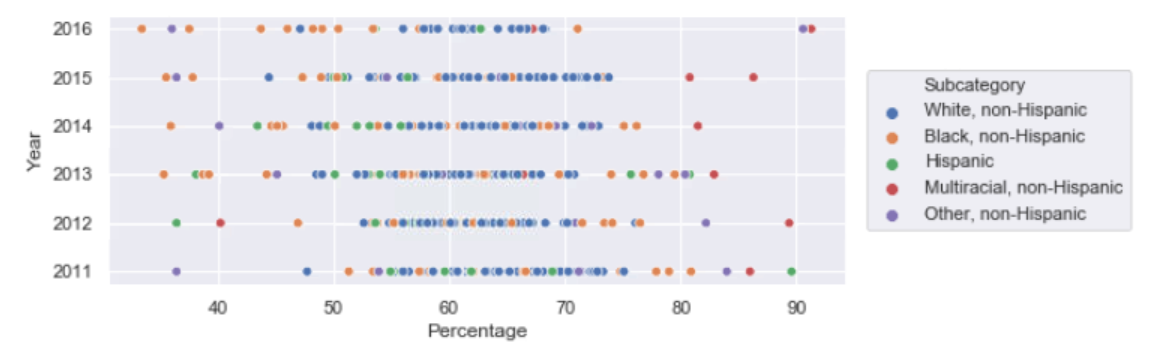 2016
2015
2014
2013
2012
2011
Year
40 50 60 70 80 90
Percentage
Subcategory
White, non-Hispanic
Black, non-Hispanic
Hispanic
Multiracial, non-Hispanic
Other, non-Hispanic